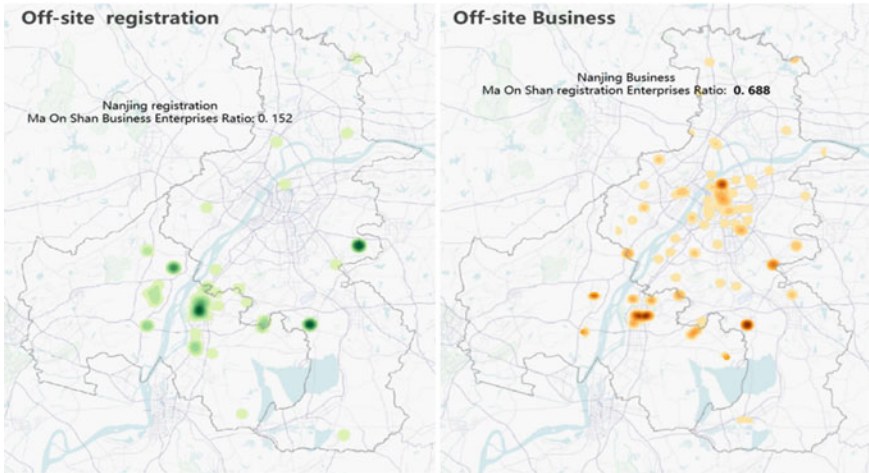 Off-site registration
Nanjing registration
Ma On Shan Business Enterprises Ratio: 0. 152
Off-site Business
Nanjing Business
Ma On Shan registration Enterprises Ratio: 0. 688